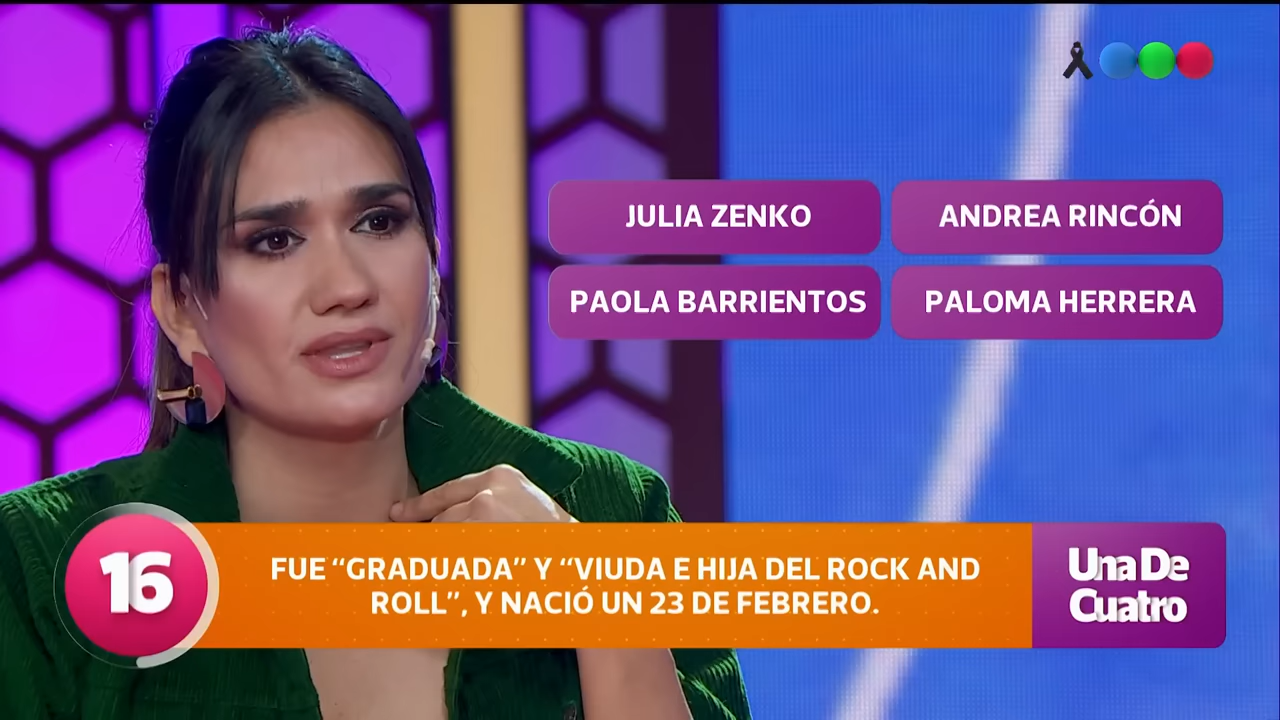 JULIA ZENKO
ANDREA RINCÓN
PAOLA BARRIENTOS
PALOMA HERRERA
16
FUE “GRADUADA” Y “VIUDA E HIJA DEL ROCK AND
ROLL”, Y NACIÓ UN 23 DE FEBRERO.
Una De
Cuatro